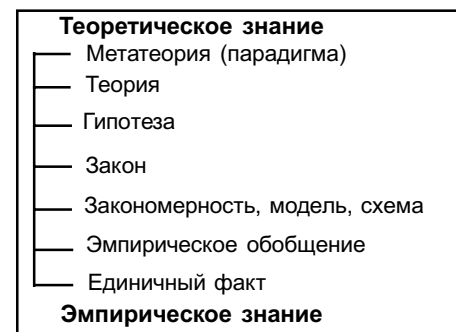 Теоретическое знание
Метатеория (парадигма)
Теория
Гипотеза
Закон
Закономерность, модель, схема
Эмпирическое обобщение
Единичный факт
Эмпирическое знание